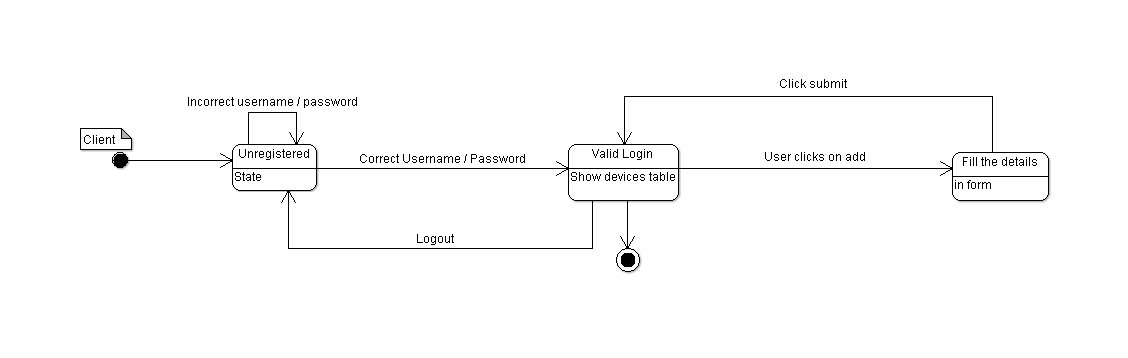 Click submit
Incorrect username / password
Client
Unregistered
State
Correct Username / Password
Valid Login
Show devices table
User clicks on add
Fill the details
in form
Logout